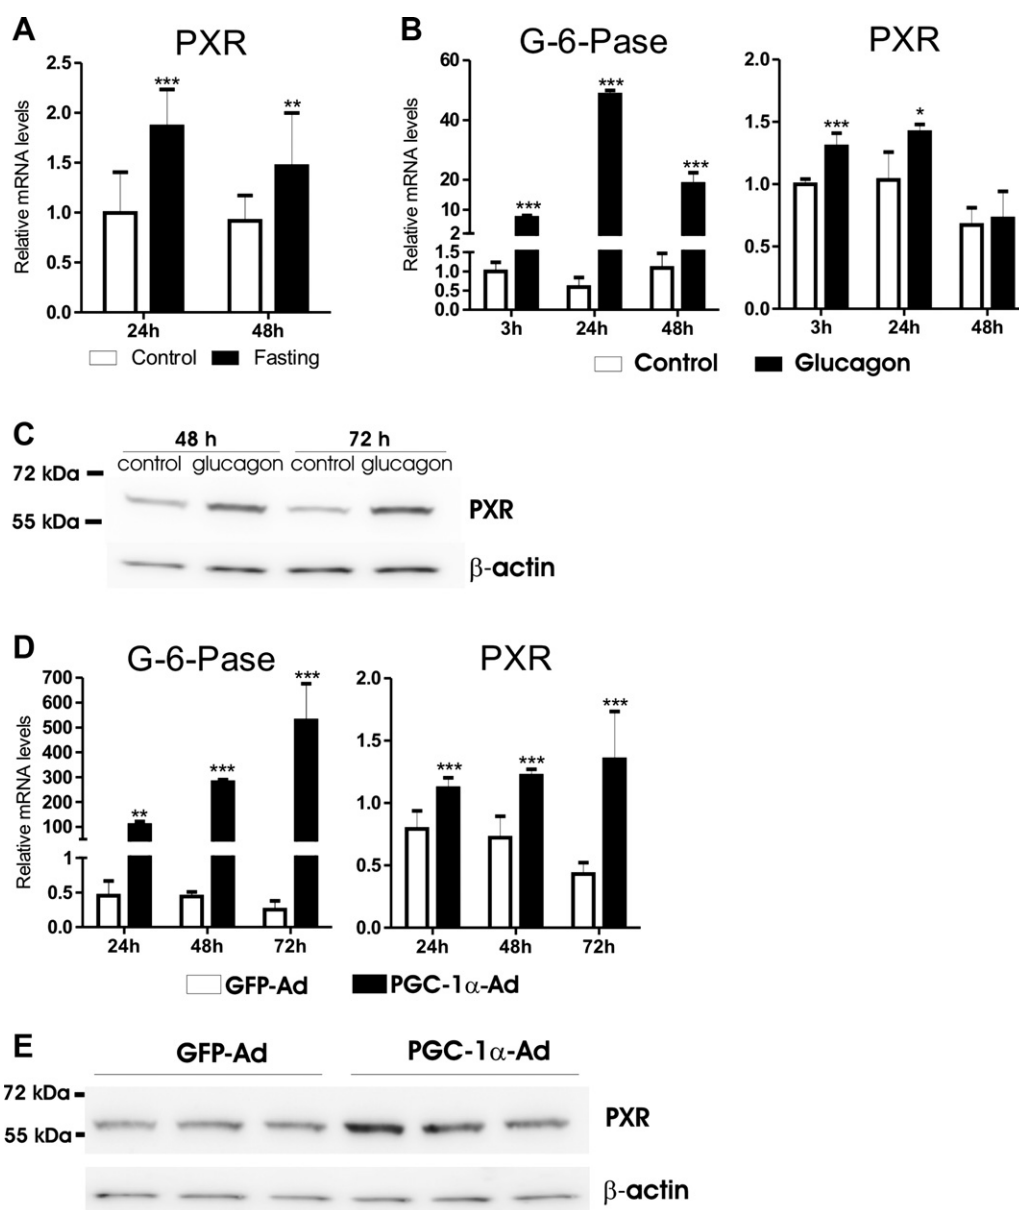 A
PXR
Relative mRNA levels
2.5
2.0
1.5
1.0
0.5
0.0
***
**
24h 48h
Control Fasting
B
G-6-Pase
Relative mRNA levels
60
40
20
10
2
1.5
1.0
0.5
0.0
***
***
***
3h 24h 48h
PXR
2.0
1.5
1.0
0.5
0.0
***
*
3h 24h 48h
Control Glucagon
C
48 h 72 h
control glucagon control glucagon
72 kDa
55 kDa
PXR
β-actin
D
G-6-Pase
Relative mRNA levels
700
600
500
400
300
200
100
1
0.5
0.0
**
***
***
24h 48h 72h
PXR
2.0
1.5
1.0
0.5
0.0
***
***
***
24h 48h 72h
GFP-Ad PGC-1α-Ad
E
GFP-Ad PGC-1α-Ad
72 kDa
55 kDa
PXR
β-actin